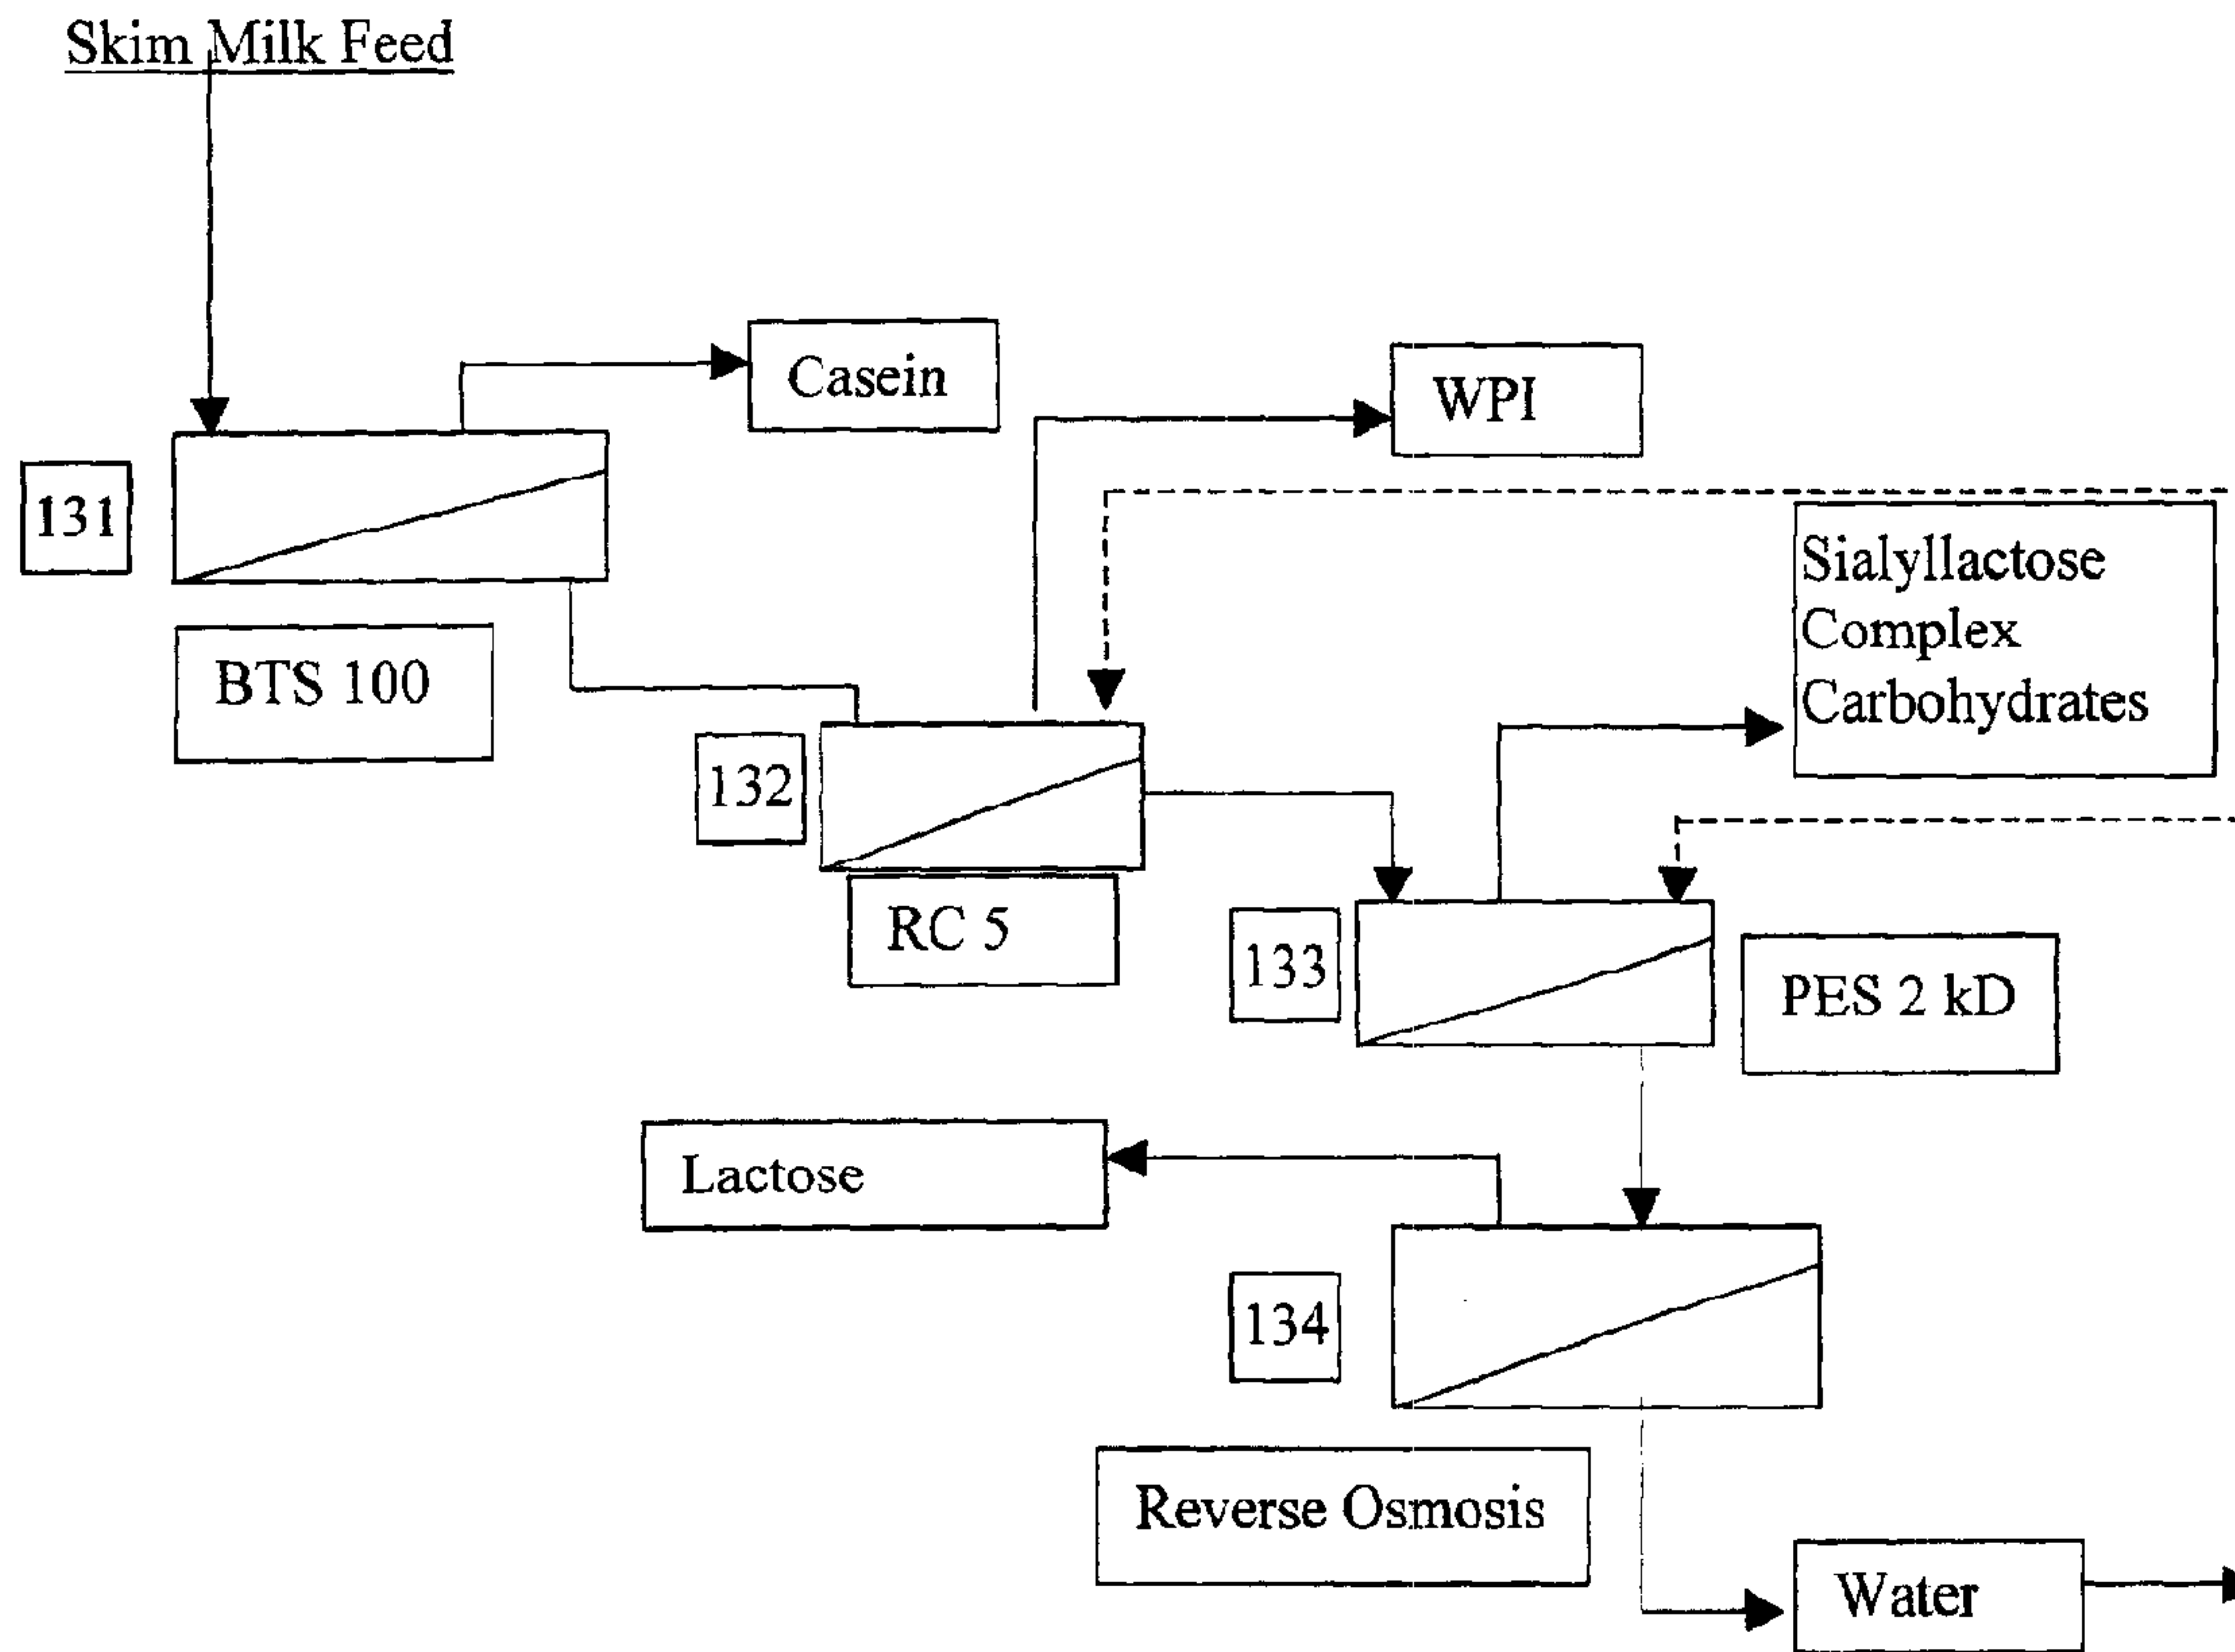 Skim Milk Feed
Casein
WPI
131
Sialyllactose
Complex
Carbohydrates
BTS 100
132
RC 5
133
PES 2 kD
Lactose
134
Reverse Osmosis
Water